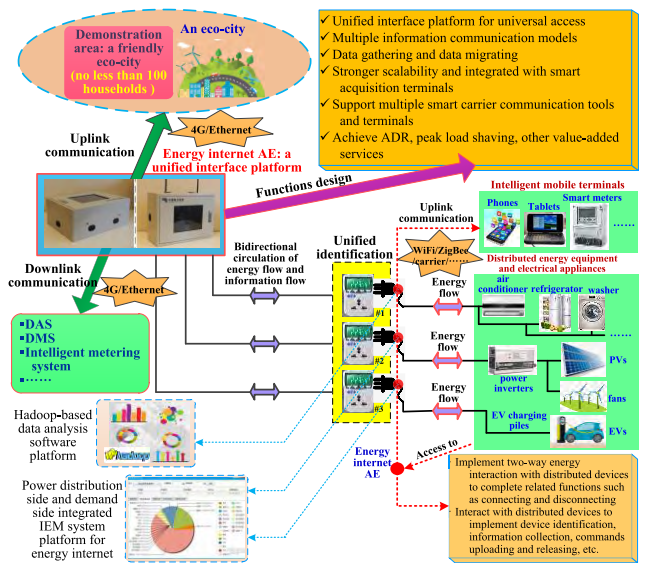 Demonstration
area: a friendly
eco-city
(no less than 100
households )
An eco-city
✓ Unified interface platform for universal access
✓ Multiple information communication models
✓ Data gathering and data migrating
✓ Stronger scalability and integrated with smart
acquisition terminals
✓ Support multiple smart carrier communication tools
and terminals
✓ Achieve ADR, peak load shaving, other value-added
services
Uplink
communication
4G/Ethernet
Energy internet AE: a
unified interface platform
Functions design
Downlink
communication
4G/Ethernet
▪DAS
▪DMS
▪Intelligent metering
system
▪……
Bidirectional
circulation of
energy flow and
information flow
Unified
identification
#1
#2
#3
Uplink
communication
WiFi/ZigBee
/carrier/……
Intelligent mobile terminals
Phones
Tablets
Smart meters
……
Distributed energy equipment
and electrical appliances
air
conditioner
refrigerator
washer
……
Energy
flow
Energy
flow
power
inverters
PVs
fans
Energy
flow
EV charging
piles
EVs
Hadoop-based
data analysis
software
platform
Power distribution
side and demand
side integrated
IEM system
platform for
energy internet
Energy
internet
AE
Access to
Implement two-way energy
interaction with distributed devices
to complete related functions such
as connecting and disconnecting
Interact with distributed devices to
implement device identification,
information collection, commands
uploading and releasing, etc.